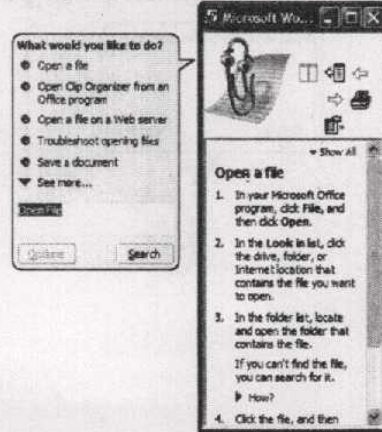 What would you like to do?
Open a file
Open Clip Organizer from an
Office program
Open a file on a Web server
Troubleshoot opening files
Save a document
See more...
Open File
Options
Search
Microsoft Wo...
Show All
Open a file
1. In your Microsoft Office
program, click File, and
then click Open.
2. In the Look in list, click
the drive, folder, or
Internet location that
contains the file you want
to open.
3. In the folder list, locate
and open the folder that
contains the file.
If you can't find the file,
you can search for it.
How?
4. Click the file, and then